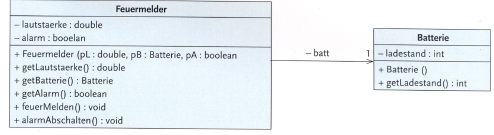 Feuermelder
– lautstaerke : double
– alarm : booelan
+ Feuermelder (pL : double, pB : Batterie, pA : boolean
+ getLautstaerke() : double
+ getBatterie() : Batterie
+ getAlarm() : boolean
+ feuerMelden() : void
+ alarmAbschalten() : void
– batt
1
Batterie
– ladestand : int
+ Batterie ()
+ getLadestand() : int